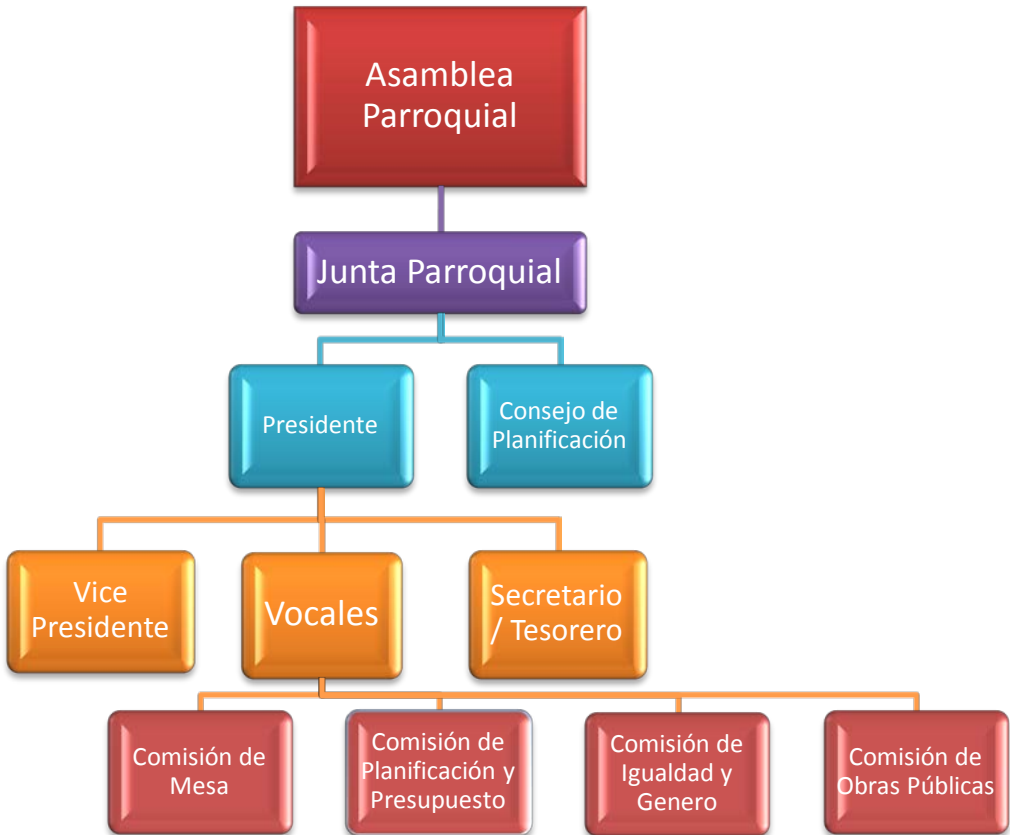 Asamblea
Parroquial
Junta Parroquial
Presidente
Consejo de
Planificación
Vice
Presidente
Vocales
Secretario
/ Tesorero
Comisión de
Mesa
Comisión de
Planificación y
Presupuesto
Comisión de
Igualdad y
Genero
Comisión de
Obras Públicas